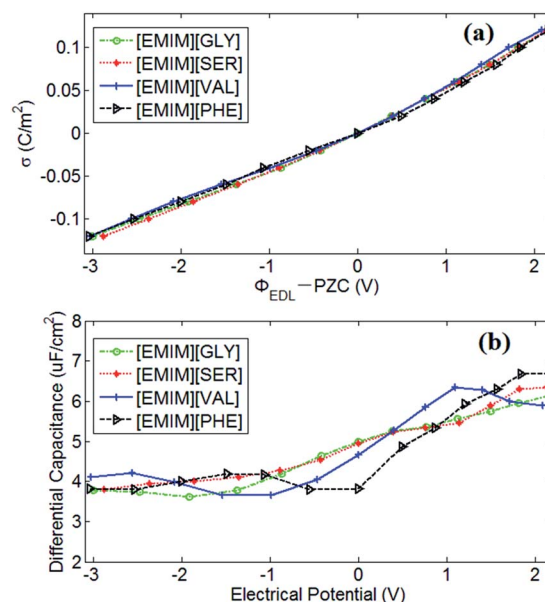 (a)
[EMIM][GLY]
[EMIM][SER]
[EMIM][VAL]
[EMIM][PHE]
σ (C/m²)
0.1
0.05
0
-0.05
-0.1
-3 -2 -1 0 1 2
Φ_EDL—PZC (V)
(b)
[EMIM][GLY]
[EMIM][SER]
[EMIM][VAL]
[EMIM][PHE]
Differential Capacitance (uF/cm²)
8
7
6
5
4
3
2
-3 -2 -1 0 1 2
Electrical Potential (V)